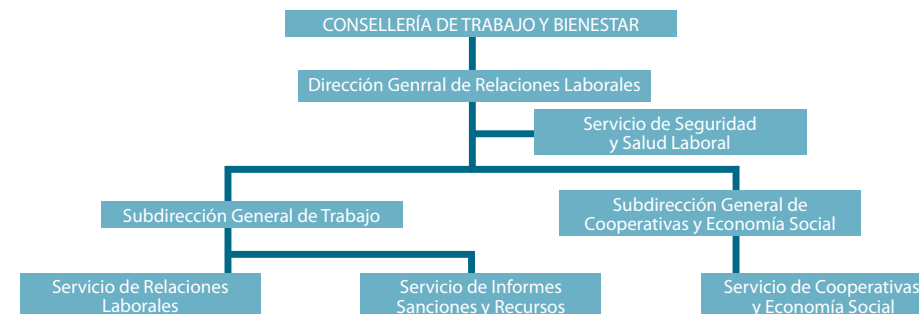 CONSELLERÍA DE TRABAJO Y BIENESTAR
Dirección Genrral de Relaciones Laborales
Servicio de Seguridad
y Salud Laboral
Subdirección General de Trabajo
Subdirección General de
Cooperativas y Economía Social
Servicio de Relaciones
Laborales
Servicio de Informes
Sanciones y Recursos
Servicio de Cooperativas
y Economía Social